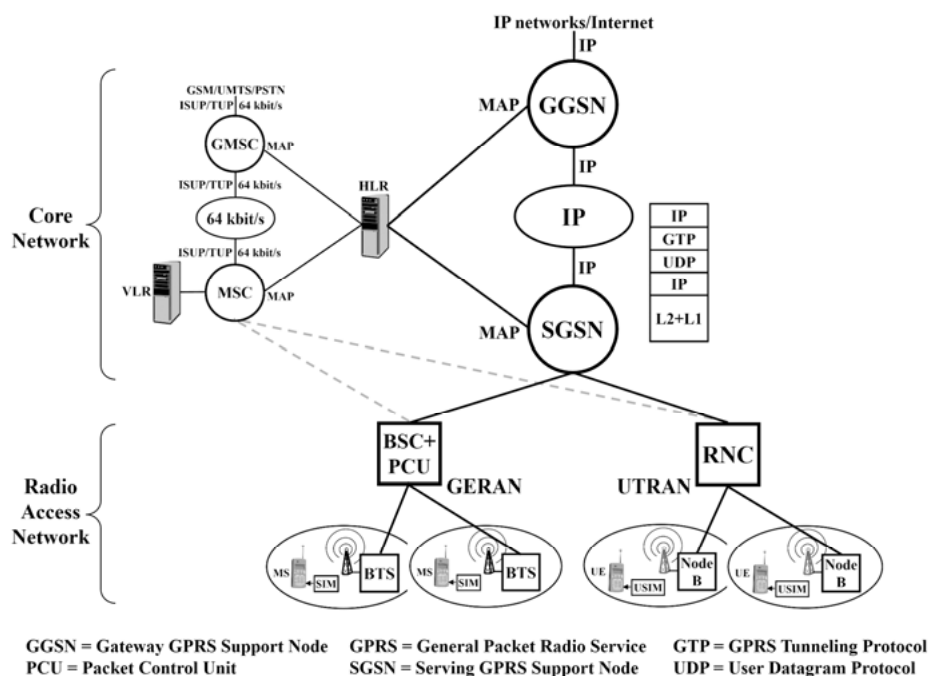 IP networks/Internet
IP
GSM/UMTS/PSTN
ISUP/TUP 64 kbit/s
MAP
GGSN
GMSC
MAP
IP
HLR
ISUP/TUP 64 kbit/s
Core
Network
64 kbit/s
IP
IP
GTP
UDP
IP
L2+L1
ISUP/TUP 64 kbit/s
IP
VLR
MSC
MAP
MAP
SGSN
BSC+
PCU
RNC
GERAN
UTRAN
Radio
Access
Network
MS
SIM
BTS
MS
SIM
BTS
UE
USIM
Node
B
UE
USIM
Node
B
GGSN = Gateway GPRS Support Node
GPRS = General Packet Radio Service
GTP = GPRS Tunneling Protocol
PCU = Packet Control Unit
SGSN = Serving GPRS Support Node
UDP = User Datagram Protocol